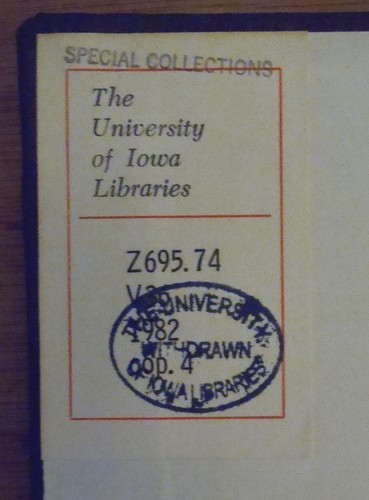 SPECIAL COLLECTIONS
The
University
of Iowa
Libraries
Z695.74
1982
cop. 4
THE UNIVERSITY
WITHDRAWN
OF IOWA LIBRARIES